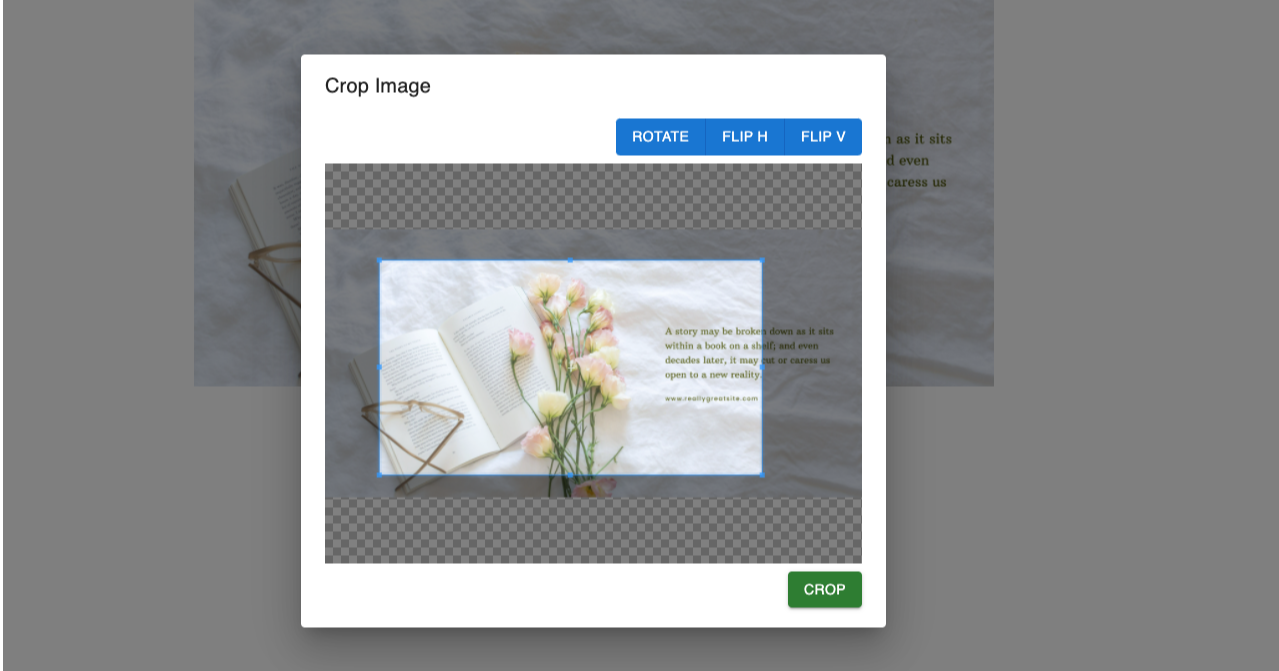 Crop Image
ROTATE FLIP H FLIP V
n as it sits
d even
caress us
A story may be broken down as it sits
within a book on a shelf; and even
decades later, it may cut or caress us
open to a new reality.
www.reallygreatsite.com
CROP